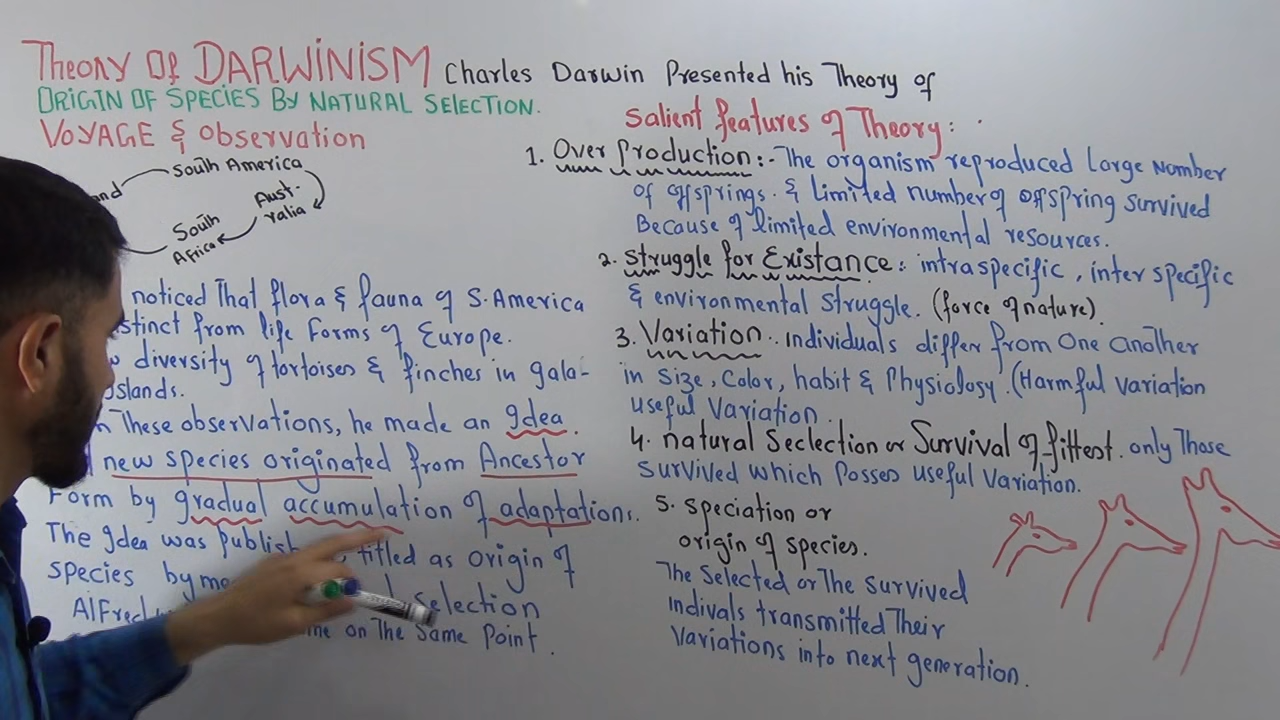 Theory Of DARWINISM Charles Darwin Presented his Theory of
ORIGIN OF SPECIES BY NATURAL SELECTION.
VOYAGE & Observation
South America
Aust-
ralia
South
Africa
noticed That flora & fauna of S. America
from life Forms of Europe.
diversity of tortoises & finches in gala-
These observations, he made an Idea.
new species originated from Ancestor
Form by gradual accumulation of adaptations.
The Idea was titled as Origin of
species by
Selection
on The Same Point.
Salient features of Theory:
1. Over Production:- The organism reproduced Large Number
of offsprings. & Limited number of offspring survived
Because of limited environmental resources.
2. Struggle for Existance: intraspecific, inter specific
& environmental Struggle. (force of nature).
3. Variation.. individuals differ from One another
in Size, Color, habit & Physiology. (Harmful variation
useful Variation.
4. natural Seclection or Survival of fittest. only Those
Survived which Posses useful Variation.
5. Speciation or
origin of species.
The Selected or The survived
indivals transmitted Their
Variations into next generation.